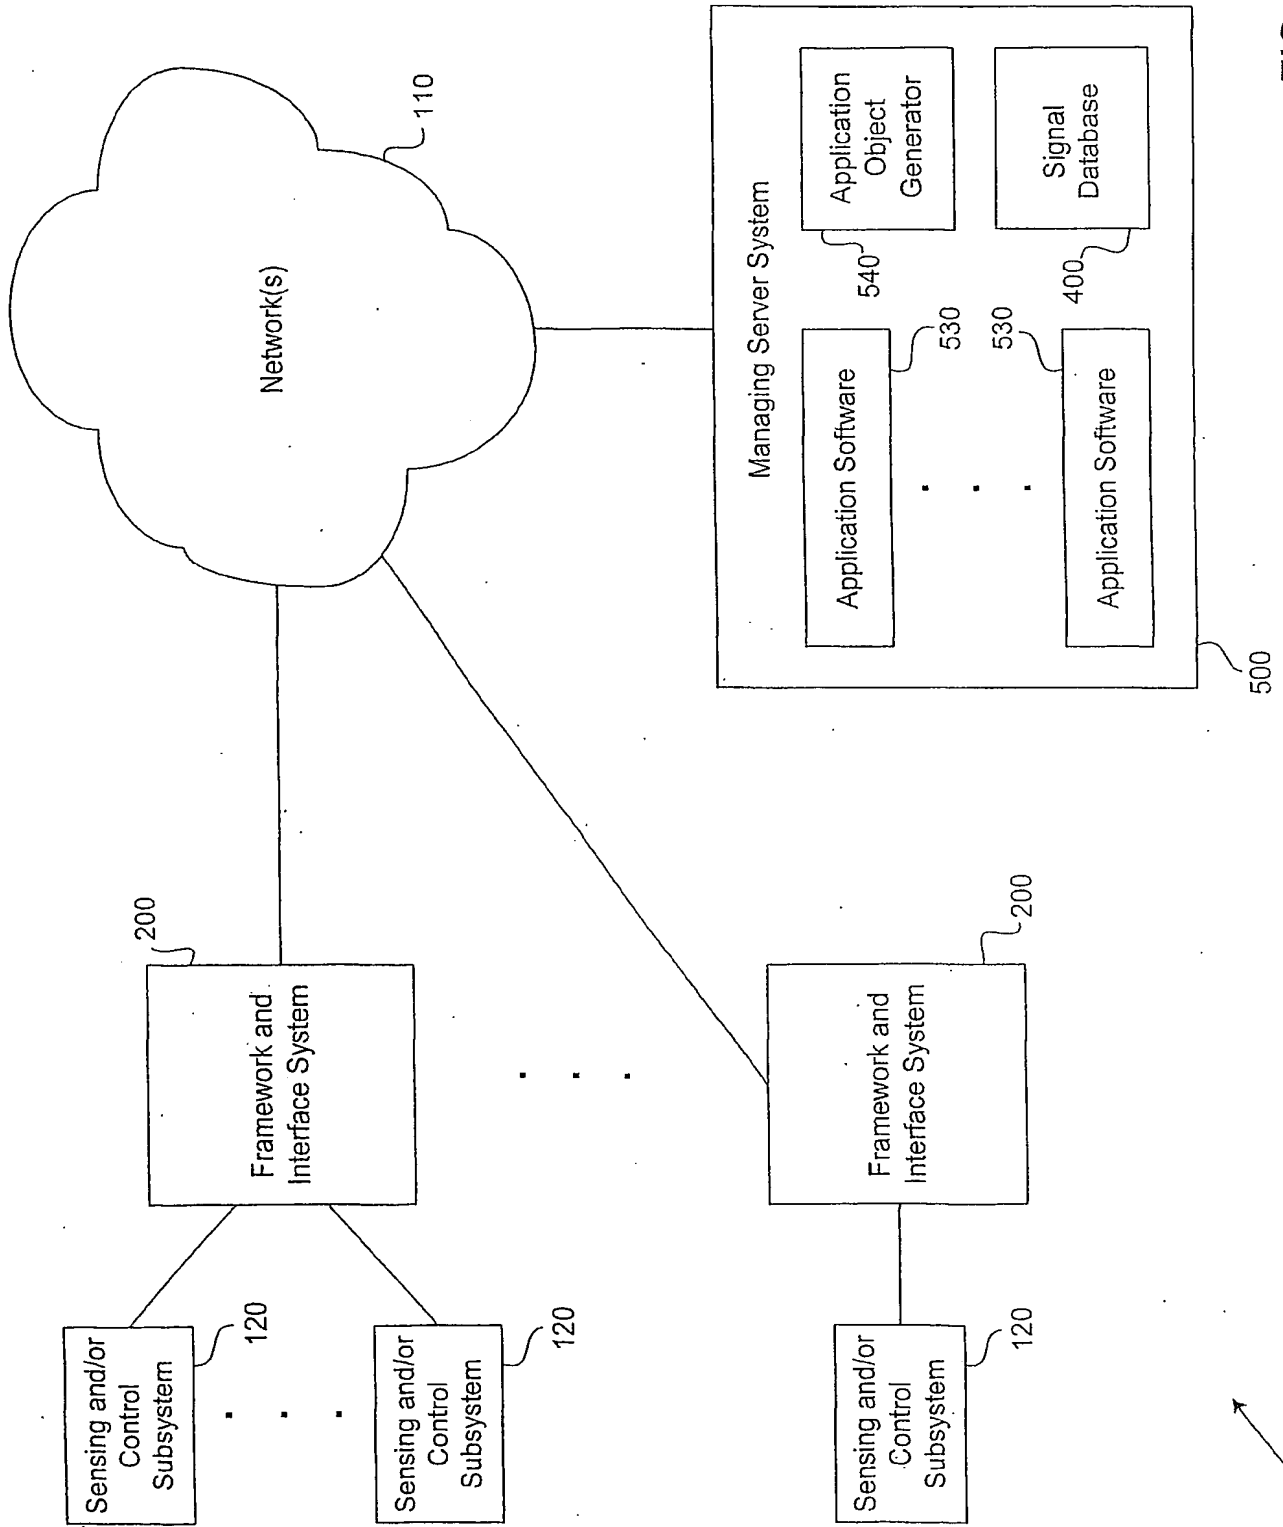 Network(s)
110
Managing Server System
Application
Object
Generator
540
Signal
Database
400
Application Software
530
Application Software
530
500
200
Framework and
Interface System
200
Framework and
Interface System
Sensing and/or
Control
Subsystem
120
Sensing and/or
Control
Subsystem
120
Sensing and/or
Control
Subsystem
120